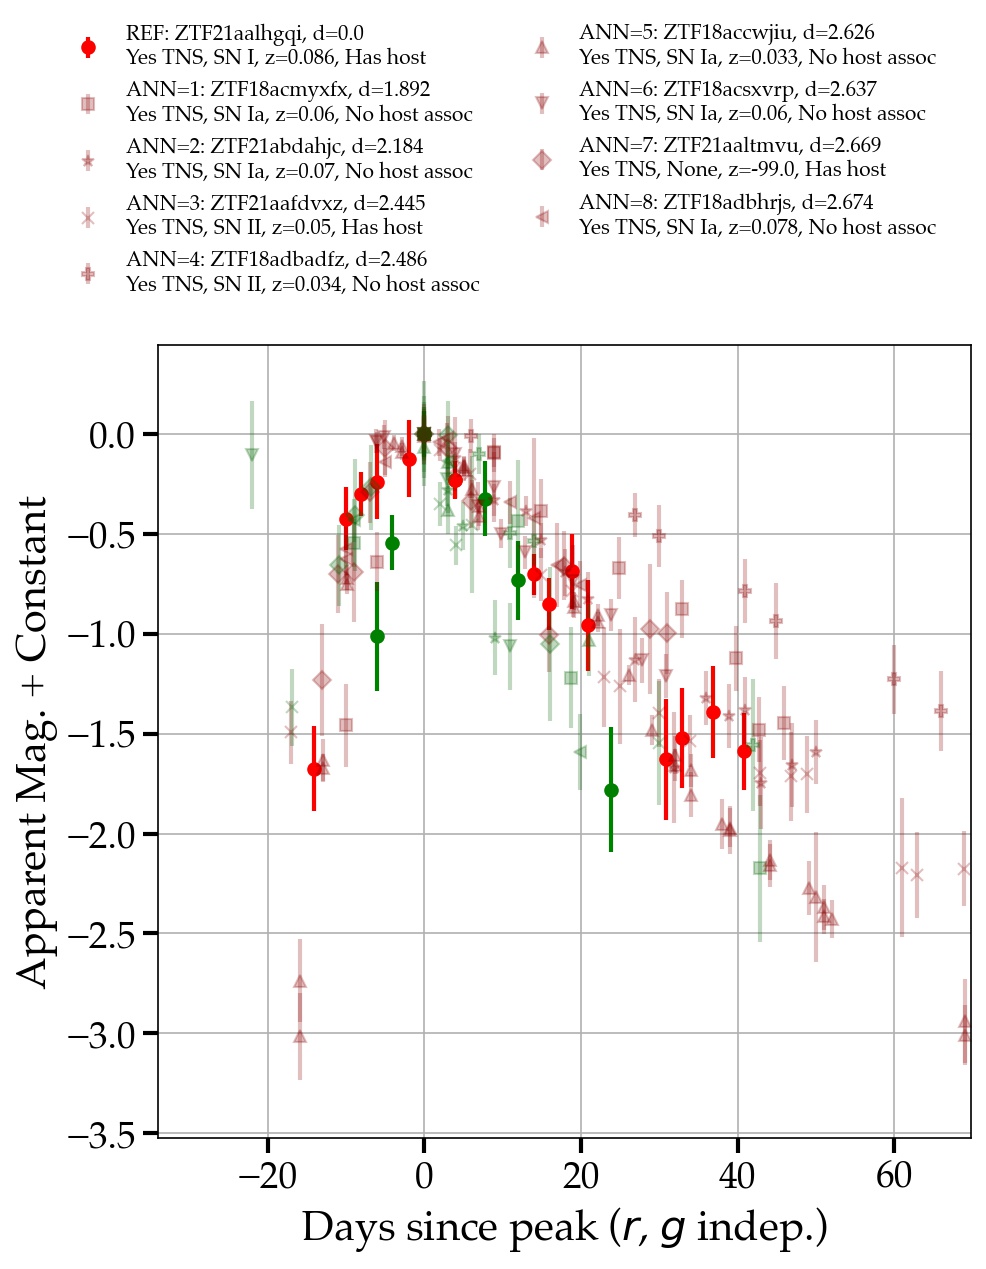 REF: ZTF21aalhgqi, d=0.0
Yes TNS, SN I, z=0.086, Has host
ANN=1: ZTF18acmyxfx, d=1.892
Yes TNS, SN Ia, z=0.06, No host assoc
ANN=2: ZTF21abdahjc, d=2.184
Yes TNS, SN Ia, z=0.07, No host assoc
ANN=3: ZTF21aafdvxz, d=2.445
Yes TNS, SN II, z=0.05, Has host
ANN=4: ZTF18adbadfz, d=2.486
Yes TNS, SN II, z=0.034, No host assoc
ANN=5: ZTF18accwjiu, d=2.626
Yes TNS, SN Ia, z=0.033, No host assoc
ANN=6: ZTF18acsxvrp, d=2.637
Yes TNS, SN Ia, z=0.06, No host assoc
ANN=7: ZTF21aaltmvu, d=2.669
Yes TNS, None, z=-99.0, Has host
ANN=8: ZTF18adbhrjs, d=2.674
Yes TNS, SN Ia, z=0.078, No host assoc
Apparent Mag. + Constant
0.0
−0.5
−1.0
−1.5
−2.0
−2.5
−3.0
−3.5
−20 0 20 40 60
Days since peak (r, g indep.)